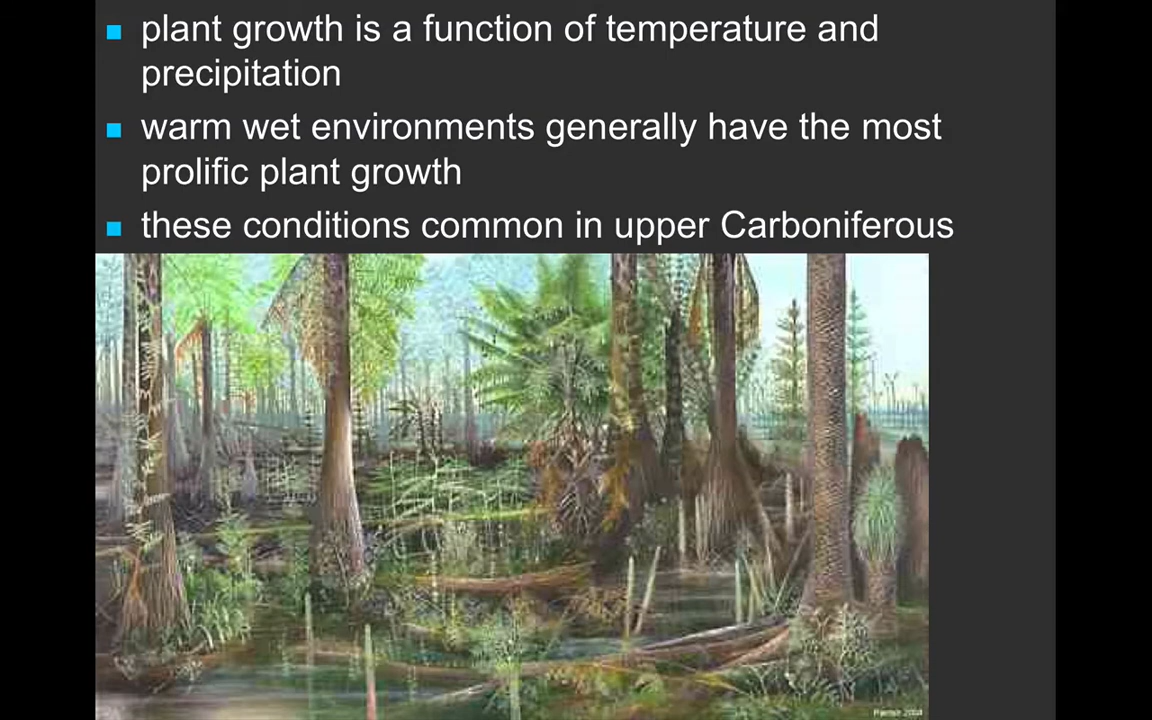 plant growth is a function of temperature and
precipitation
warm wet environments generally have the most
prolific plant growth
these conditions common in upper Carboniferous